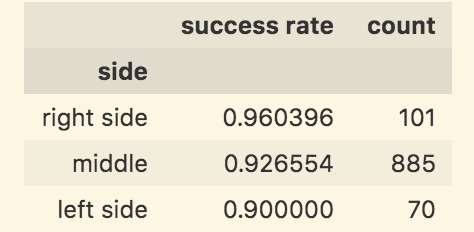 success rate count
side
right side 0.960396 101
middle 0.926554 885
left side 0.900000 70